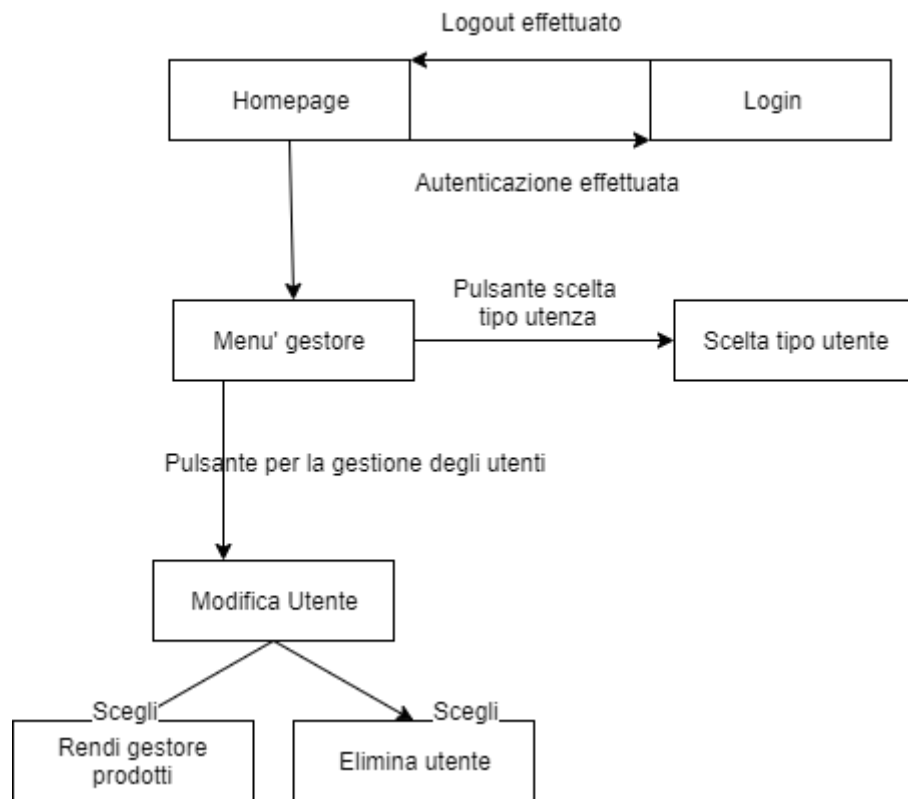 Logout effettuato
Homepage
Login
Autenticazione effettuata
Pulsante scelta
tipo utenza
Menu' gestore
Scelta tipo utente
Pulsante per la gestione degli utenti
Modifica Utente
Scegli
Scegli
Rendi gestore
prodotti
Elimina utente